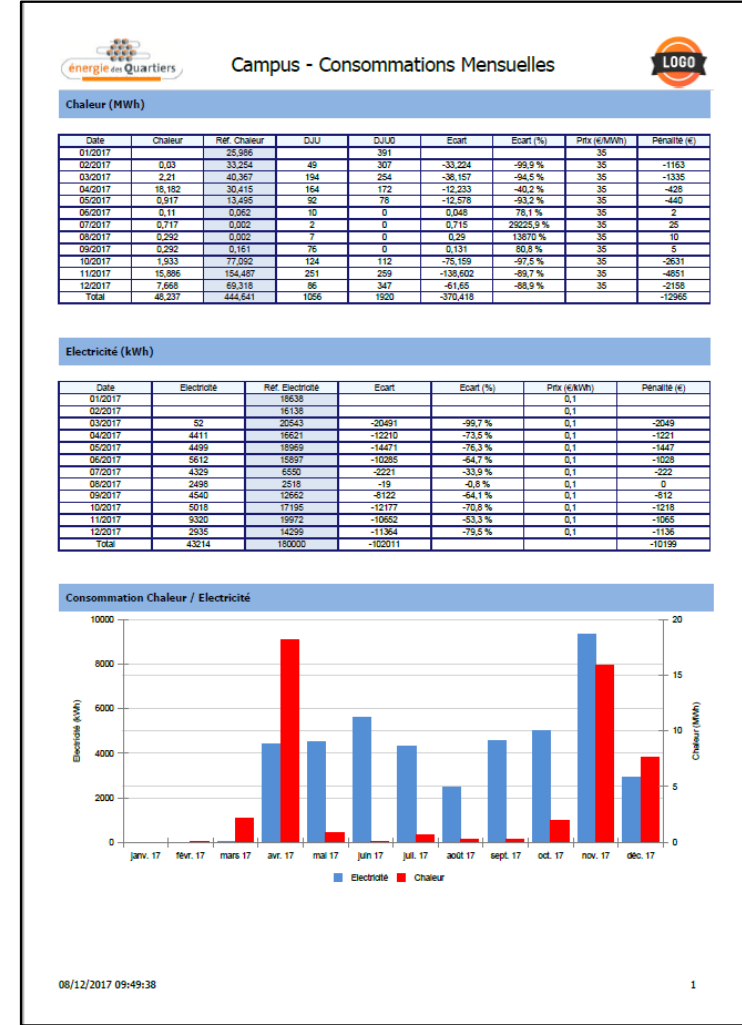 énergie des Quartiers
Campus - Consommations Mensuelles
LOGO
Chaleur (MWh)
Date Chaleur Réf. Chaleur DJU DJU0 Ecart Ecart (%) Prix (€/MWh) Pénalité (€)
01/2017 25,986 391 35
02/2017 0,03 33,254 49 307 -33,224 -99,9 % 35 -1163
03/2017 2,21 40,367 194 254 -38,157 -94,5 % 35 -1335
04/2017 18,182 30,415 164 172 -12,233 -40,2 % 35 -428
05/2017 0,917 13,495 92 78 -12,578 -93,2 % 35 -440
06/2017 0,11 0,062 10 0 0,048 78,1 % 35 2
07/2017 0,717 0,002 2 0 0,715 29225,9 % 35 25
08/2017 0,292 0,002 7 0 0,29 13870 % 35 10
09/2017 0,292 0,161 76 0 0,131 80,8 % 35 5
10/2017 1,933 77,092 124 112 -75,159 -97,5 % 35 -2631
11/2017 15,886 154,487 251 259 -138,602 -89,7 % 35 -4851
12/2017 7,668 69,318 86 347 -61,65 -88,9 % 35 -2158
Total 48,237 444,641 1056 1920 -370,418 -12965
Electricité (kWh)
Date Electricité Réf. Electricité Ecart Ecart (%) Prix (€/kWh) Pénalité (€)
01/2017 18638 0,1
02/2017 16138 0,1
03/2017 52 20543 -20491 -99,7 % 0,1 -2049
04/2017 4411 16621 -12210 -73,5 % 0,1 -1221
05/2017 4499 18969 -14471 -76,3 % 0,1 -1447
06/2017 5612 15897 -10285 -64,7 % 0,1 -1028
07/2017 4329 6550 -2221 -33,9 % 0,1 -222
08/2017 2498 2518 -19 -0,8 % 0,1 0
09/2017 4540 12662 -8122 -64,1 % 0,1 -812
10/2017 5018 17195 -12177 -70,8 % 0,1 -1218
11/2017 9320 19972 -10652 -53,3 % 0,1 -1065
12/2017 2935 14299 -11364 -79,5 % 0,1 -1136
Total 43214 180000 -102011 -10199
Consommation Chaleur / Electricité
10000 20
8000
15
6000
Electricité (kWh) Chaleur (MWh)
10
4000
5
2000
0 0
janv. 17 févr. 17 mars 17 avr. 17 mai 17 juin 17 juil. 17 août 17 sept. 17 oct. 17 nov. 17 déc. 17
Electricité Chaleur
08/12/2017 09:49:38 1